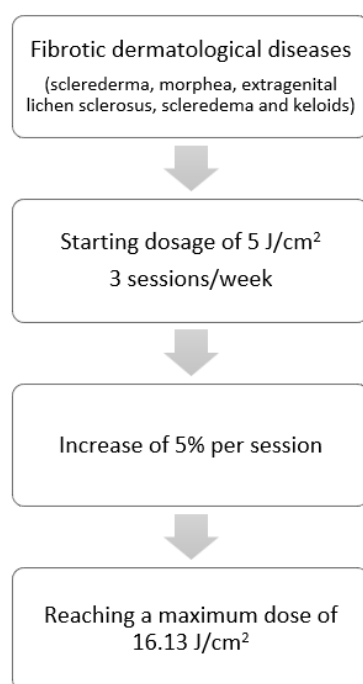 Fibrotic dermatological diseases
(sclerederma, morphea, extragenital
lichen sclerosus, scleredema and keloids)
Starting dosage of 5 J/cm²
3 sessions/week
Increase of 5% per session
Reaching a maximum dose of
16.13 J/cm²